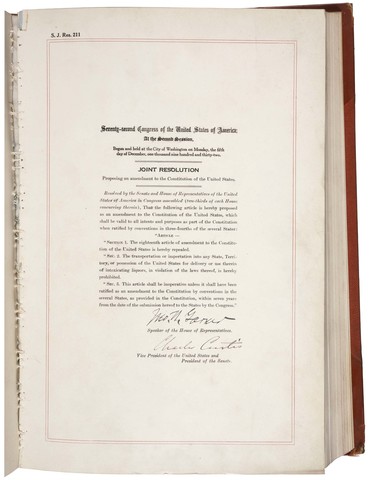 S. J. Res. 211
Seventy-second Congress of the United States of America;
At the Second Session,
Begun and held at the City of Washington on Monday, the fifth
day of December, one thousand nine hundred and thirty-two.
JOINT RESOLUTION
Proposing an amendment to the Constitution of the United States.
Resolved by the Senate and House of Representatives of the United
States of America in Congress assembled (two-thirds of each House
concurring therein), That the following article is hereby proposed
as an amendment to the Constitution of the United States, which
shall be valid to all intents and purposes as part of the Constitution
when ratified by conventions in three-fourths of the several States:
"Article —
"Section 1. The eighteenth article of amendment to the Constitu-
tion of the United States is hereby repealed.
"Sec. 2. The transportation or importation into any State, Terri-
tory, or possession of the United States for delivery or use therein
of intoxicating liquors, in violation of the laws thereof, is hereby
prohibited.
"Sec. 3. This article shall be inoperative unless it shall have been
ratified as an amendment to the Constitution by conventions in the
several States, as provided in the Constitution, within seven years
from the date of the submission hereof to the States by the Congress."
Jno. N. Garner
Speaker of the House of Representatives.
Charles Curtis
Vice President of the United States and
President of the Senate.